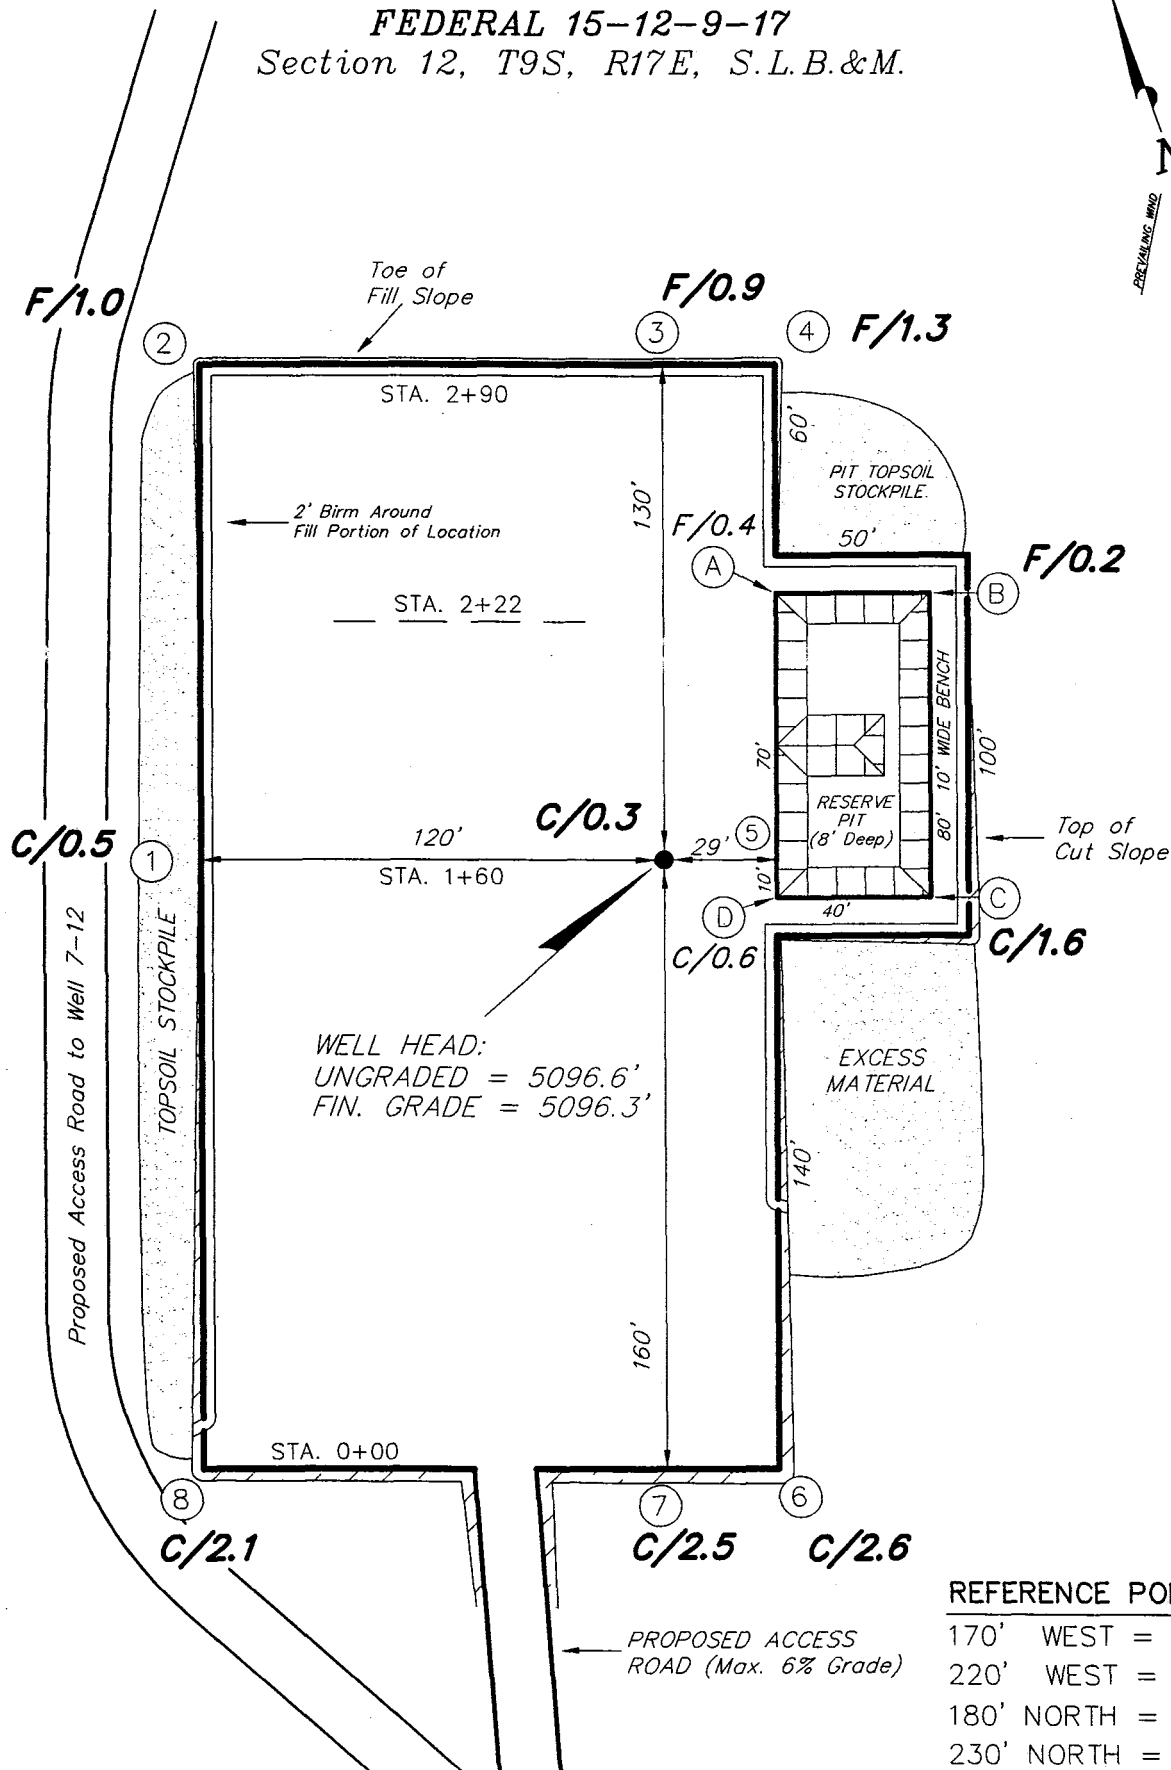 FEDERAL 15-12-9-17
Section 12, T9S, R17E, S.L.B.&M.
N
PREVAILING WIND
Toe of
Fill Slope
F/1.0
F/0.9
2
3
4
F/1.3
STA. 2+90
60'
PIT TOPSOIL
STOCKPILE
2' Birm Around
Fill Portion of Location
130'
F/0.4
50'
F/0.2
A
B
STA. 2+22
10' WIDE BENCH
100'
70'
RESERVE
PIT
(8' Deep)
80'
Top of
Cut Slope
C/0.5
1
120'
STA. 1+60
C/0.3
29'
5
10'
40'
D
C
C/0.6
C/1.6
TOPSOIL STOCKPILE
Proposed Access Road to Well 7-12
WELL HEAD:
UNGRADED = 5096.6'
FIN. GRADE = 5096.3'
EXCESS
MATERIAL
140'
160'
STA. 0+00
8
7
6
C/2.1
C/2.5
C/2.6
PROPOSED ACCESS
ROAD (Max. 6% Grade)
REFERENCE
170' WEST =
220' WEST =
180' NORTH =
230' NORTH =